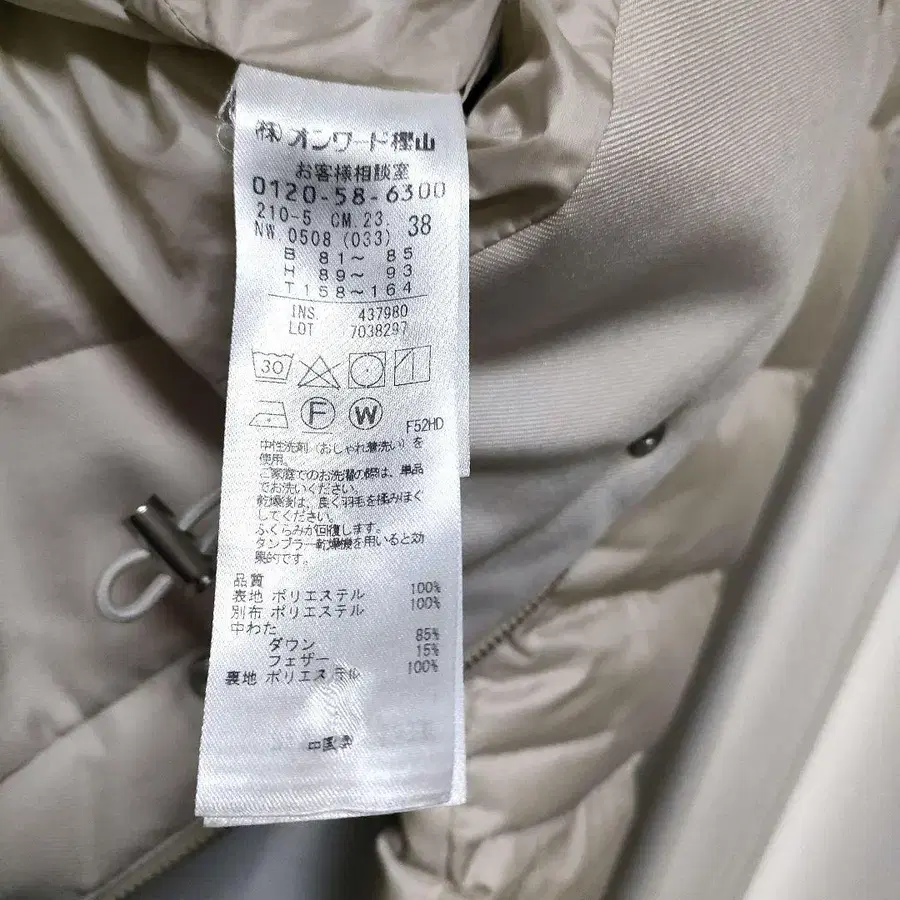 ㈱オンワード樫山
お客様相談室
0120-58-6300
210-5 CM.23 38
NW 0508 (033)
B 81～ 85
H 89～ 93
T158～164
INS. 437980
LOT 7038297
30
F W F52HD
中性洗剤（おしゃれ着洗い）を
使用。
ご家庭でのお洗濯の際は、単品
でお洗いください。
乾燥後は、良く羽毛を揉みほぐ
してください。
ふくらみが回復します。
タンブラー乾燥機を用いると効
果的です。
品質
表地 ポリエステル 100%
別布 ポリエステル 100%
中わた
ダウン 85%
フェザー 15%
裏地 ポリエステル 100%
中国製